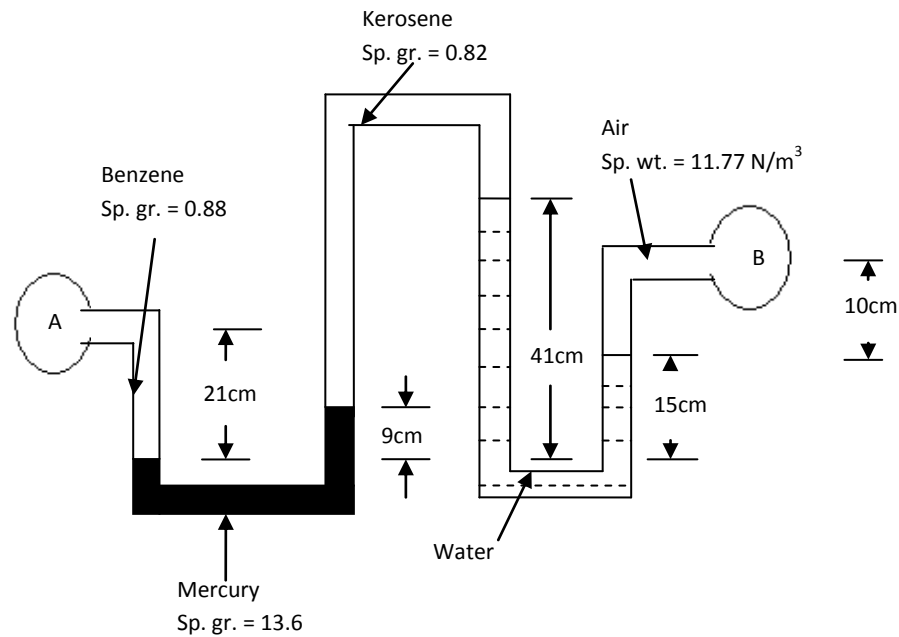 Kerosene
Sp. gr. = 0.82
Air
Sp. wt. = 11.77 N/m³
Benzene
Sp. gr. = 0.88
A
B
10cm
21cm
41cm
15cm
9cm
Water
Mercury
Sp. gr. = 13.6